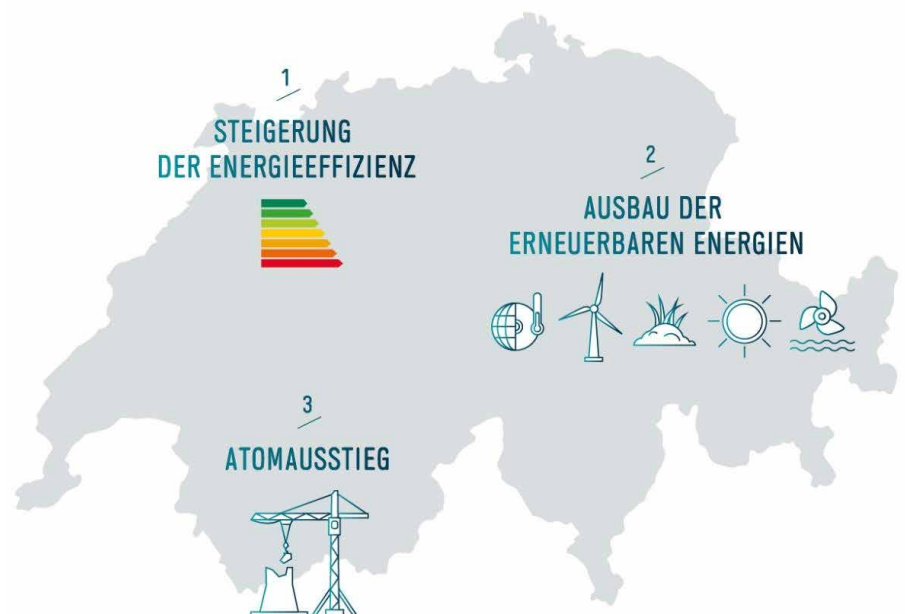 1
STEIGERUNG
DER ENERGIEEFFIZIENZ
2
AUSBAU DER
ERNEUERBAREN ENERGIEN
3
ATOMAUSSTIEG